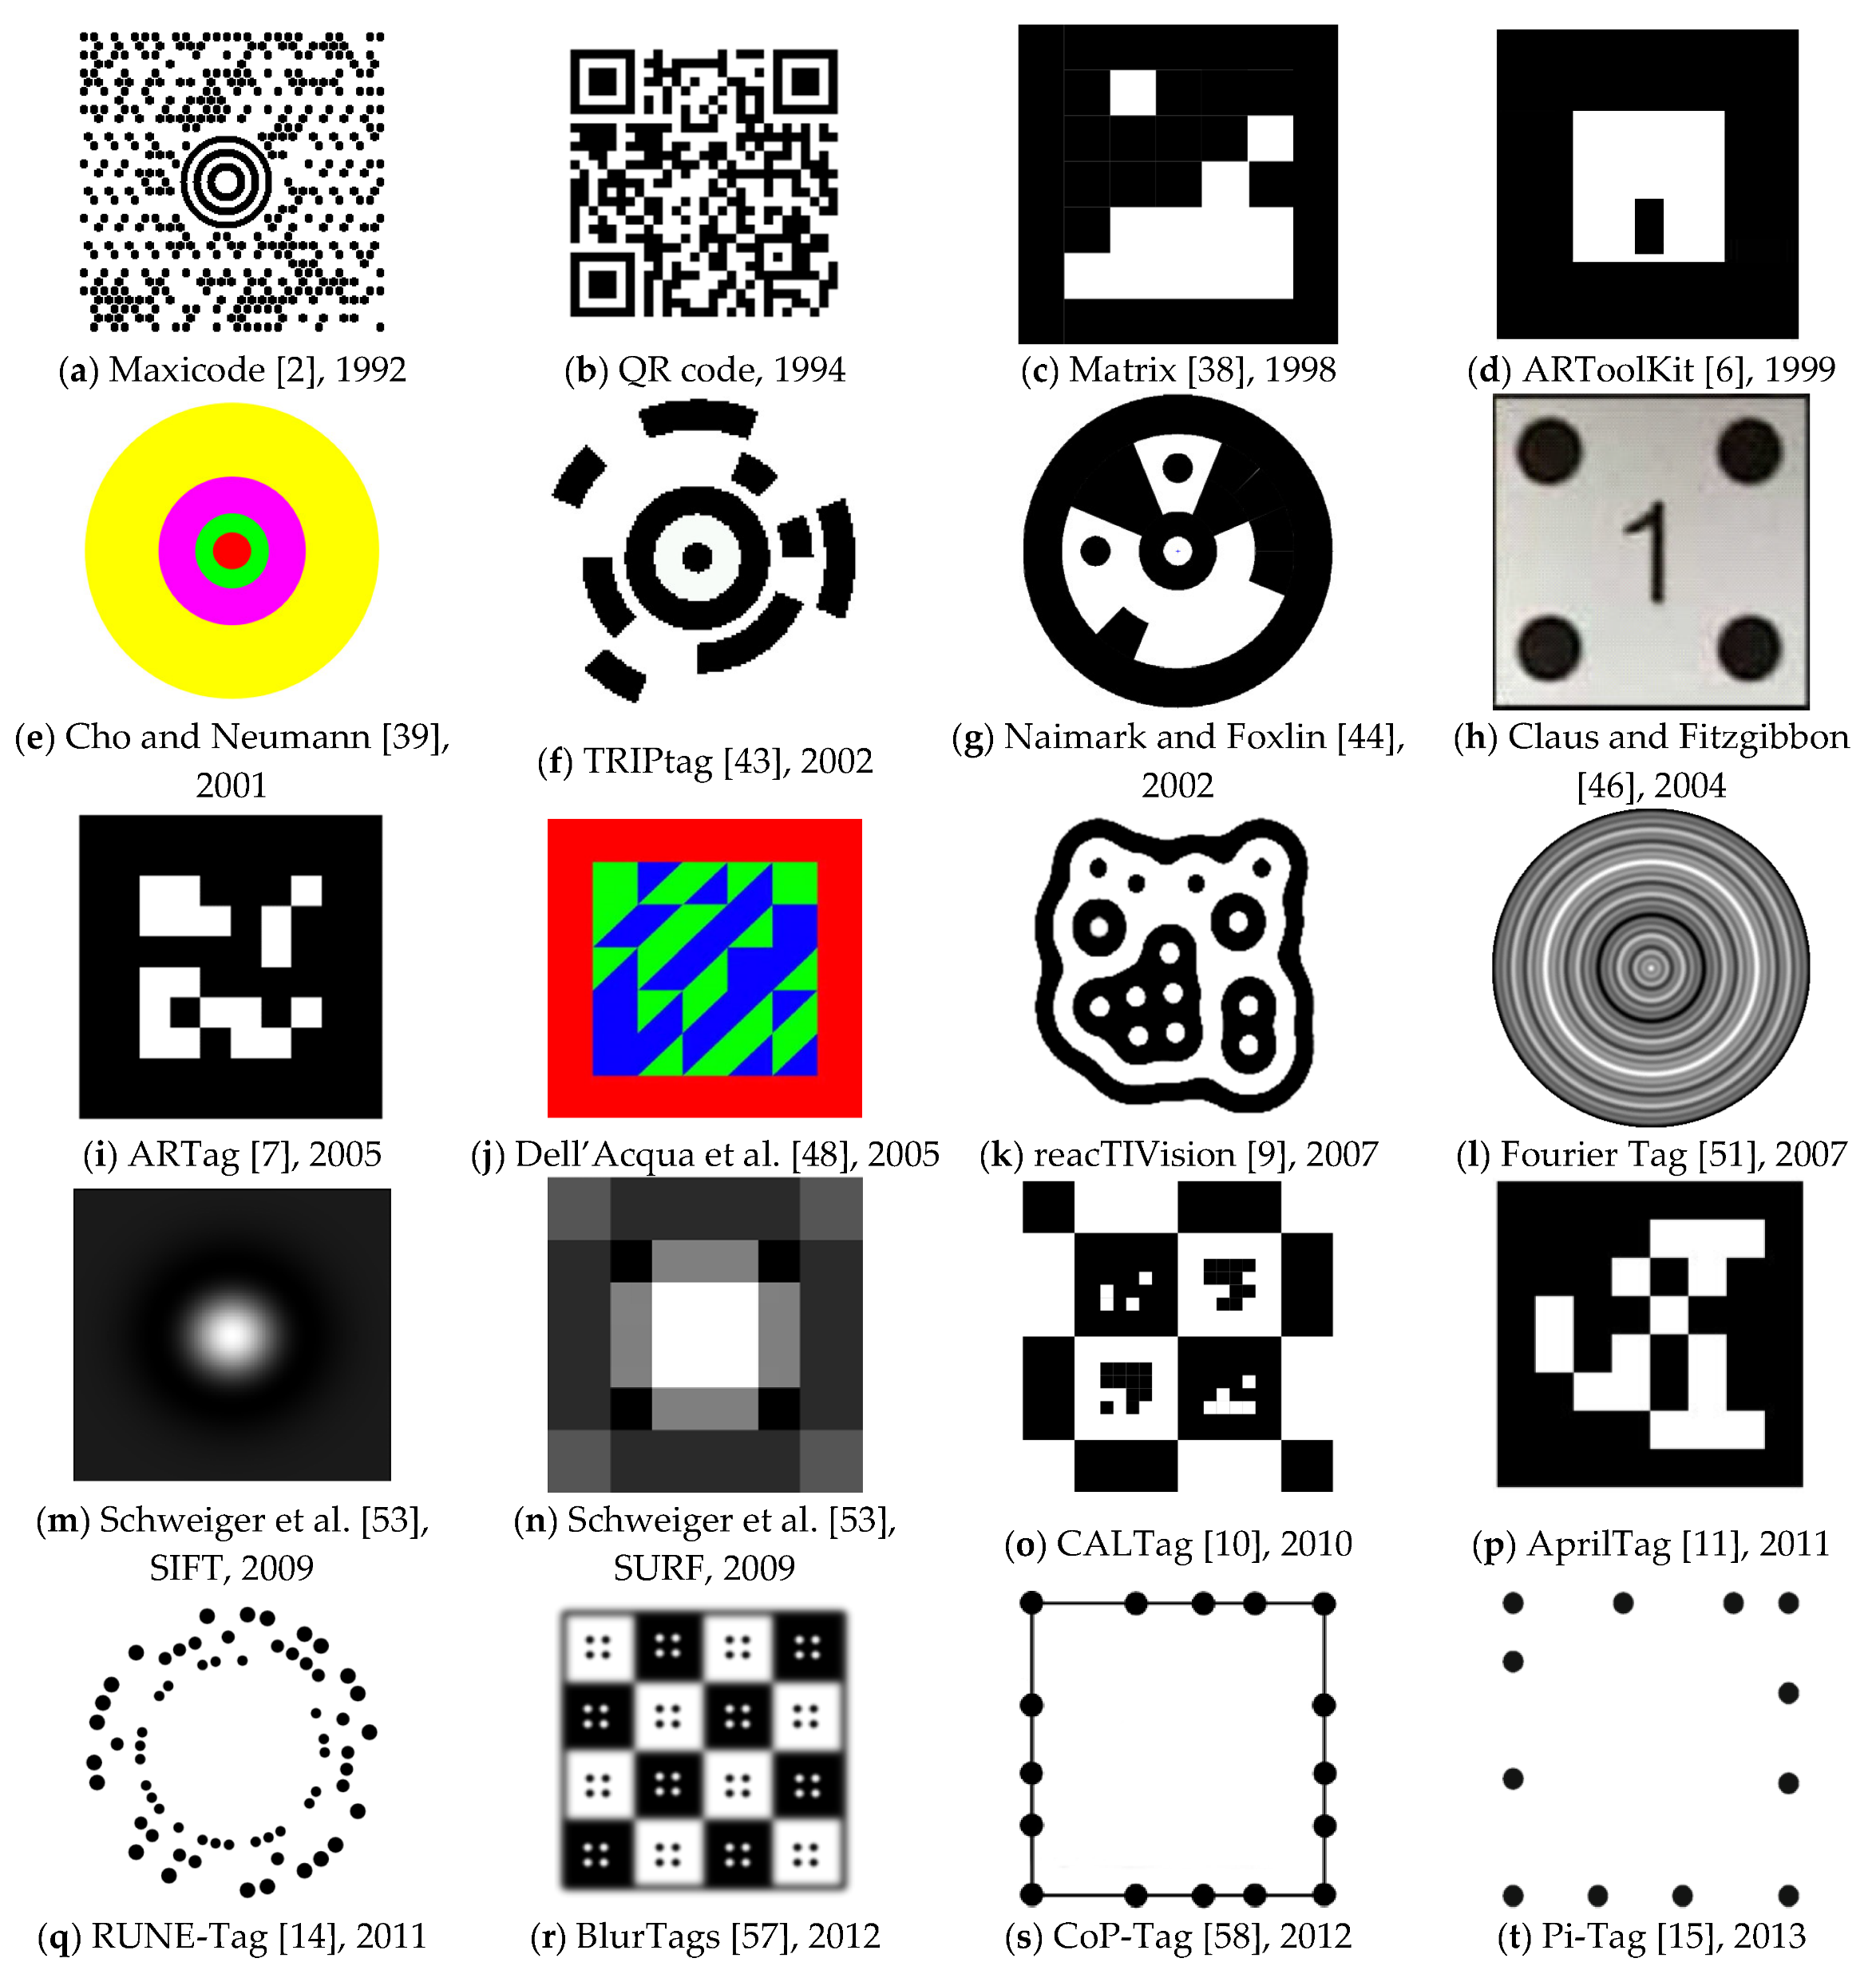 (a) Maxicode [2], 1992
(b) QR code, 1994
(c) Matrix [38], 1998
(d) ARToolKit [6], 1999
1
(e) Cho and Neumann [39],
2001
(f) TRIPtag [43], 2002
(g) Naimark and Foxlin [44],
2002
(h) Claus and Fitzgibbon
[46], 2004
(i) ARTag [7], 2005
(j) Dell’Acqua et al. [48], 2005
(k) reacTIVision [9], 2007
(l) Fourier Tag [51], 2007
(m) Schweiger et al. [53],
SIFT, 2009
(n) Schweiger et al. [53],
SURF, 2009
(o) CALTag [10], 2010
(p) AprilTag [11], 2011
(q) RUNE-Tag [14], 2011
(r) BlurTags [57], 2012
(s) CoP-Tag [58], 2012
(t) Pi-Tag [15], 2013